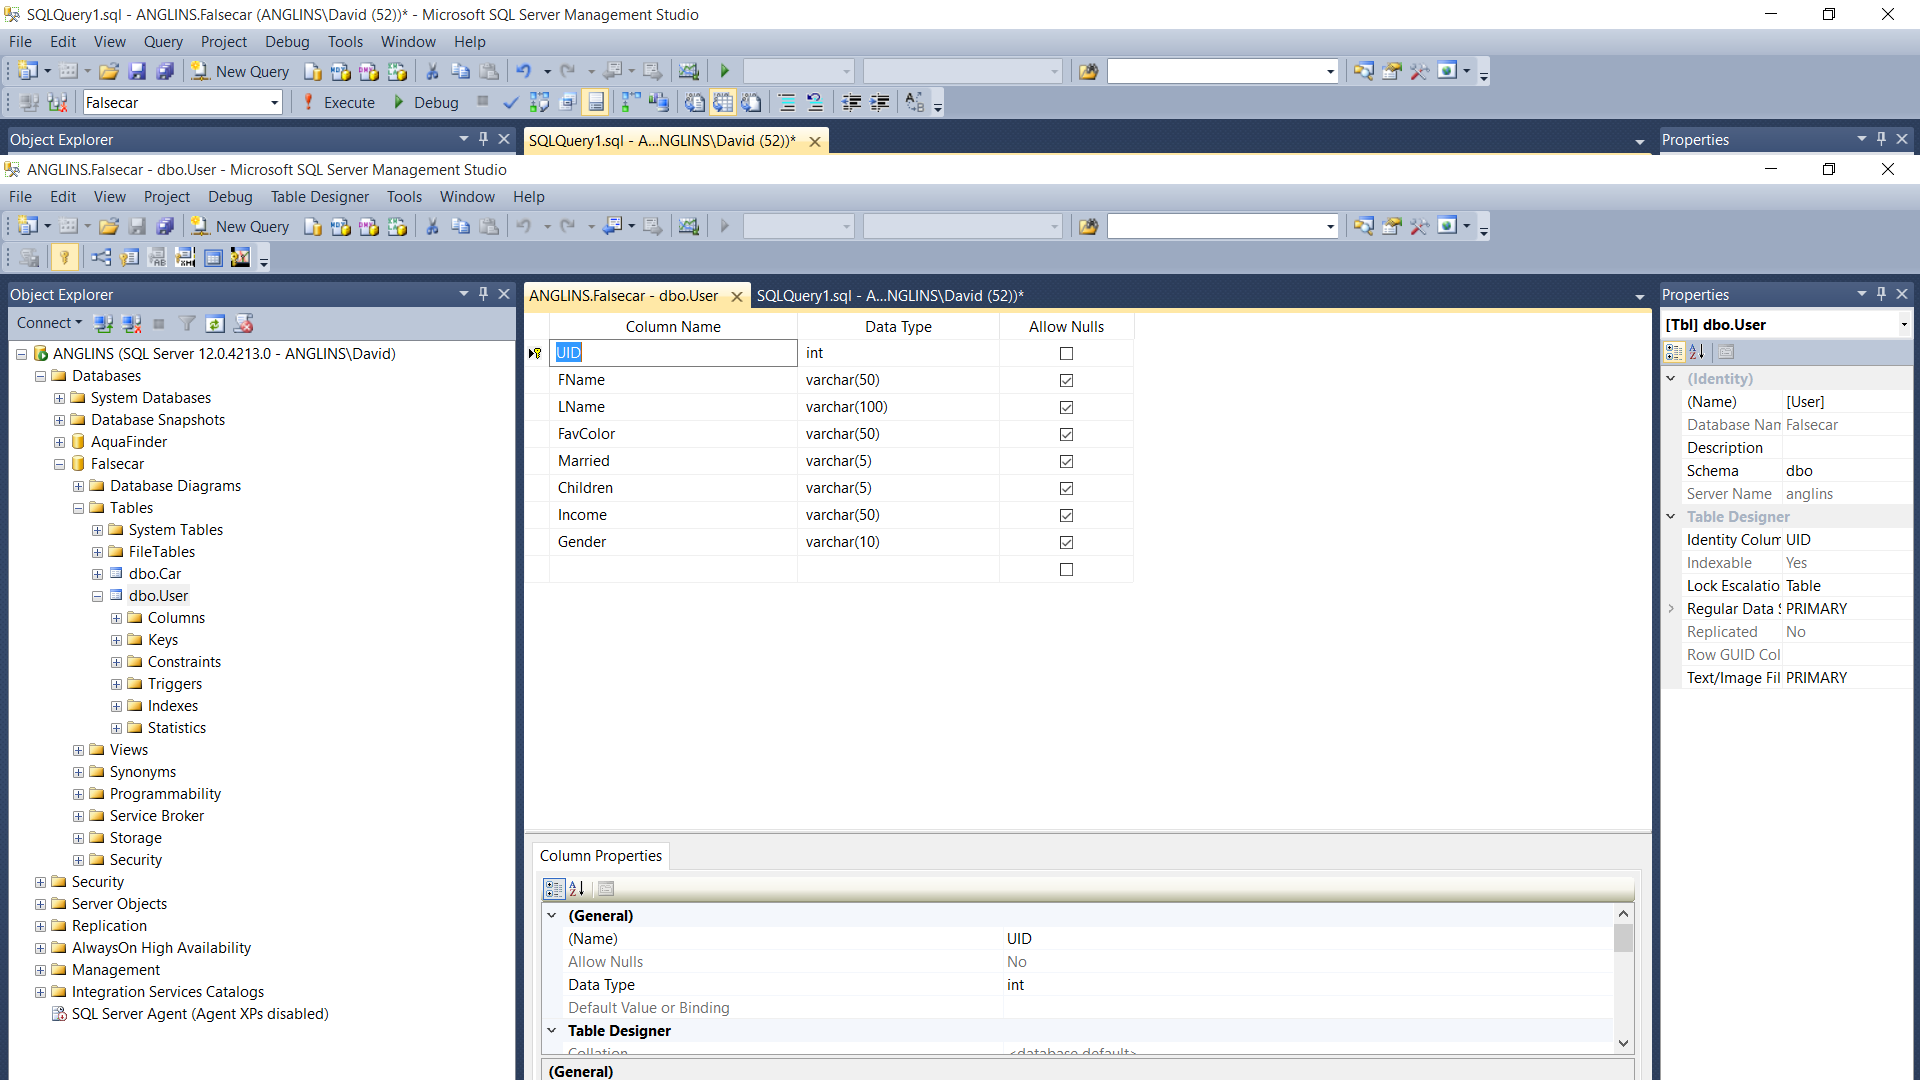 SQLQuery1.sql - ANGLINS.Falsecar (ANGLINS\David (52))* - Microsoft SQL Server Management Studio
File Edit View Query Project Debug Tools Window Help
New Query
Falsecar Execute Debug
Object Explorer
SQLQuery1.sql - A...NGLINS\David (52))*
Properties
ANGLINS.Falsecar - dbo.User - Microsoft SQL Server Management Studio
File Edit View Project Debug Table Designer Tools Window Help
New Query
Object Explorer
Connect
ANGLINS (SQL Server 12.0.4213.0 - ANGLINS\David)
Databases
System Databases
Database Snapshots
AquaFinder
Falsecar
Database Diagrams
Tables
System Tables
FileTables
dbo.Car
dbo.User
Columns
Keys
Constraints
Triggers
Indexes
Statistics
Views
Synonyms
Programmability
Service Broker
Storage
Security
Security
Server Objects
Replication
AlwaysOn High Availability
Management
Integration Services Catalogs
SQL Server Agent (Agent XPs disabled)
ANGLINS.Falsecar - dbo.User SQLQuery1.sql - A...NGLINS\David (52))*
Column Name Data Type Allow Nulls
UID int
FName varchar(50)
LName varchar(100)
FavColor varchar(50)
Married varchar(5)
Children varchar(5)
Income varchar(50)
Gender varchar(10)
Column Properties
(General)
(Name) UID
Allow Nulls No
Data Type int
Default Value or Binding
Table Designer
Collation <database default>
(General)
Properties
[Tbl] dbo.User
(Identity)
(Name) [User]
Database Nam Falsecar
Description
Schema dbo
Server Name anglins
Table Designer
Identity Colum UID
Indexable Yes
Lock Escalatio Table
Regular Data S PRIMARY
Replicated No
Row GUID Col
Text/Image Fil PRIMARY